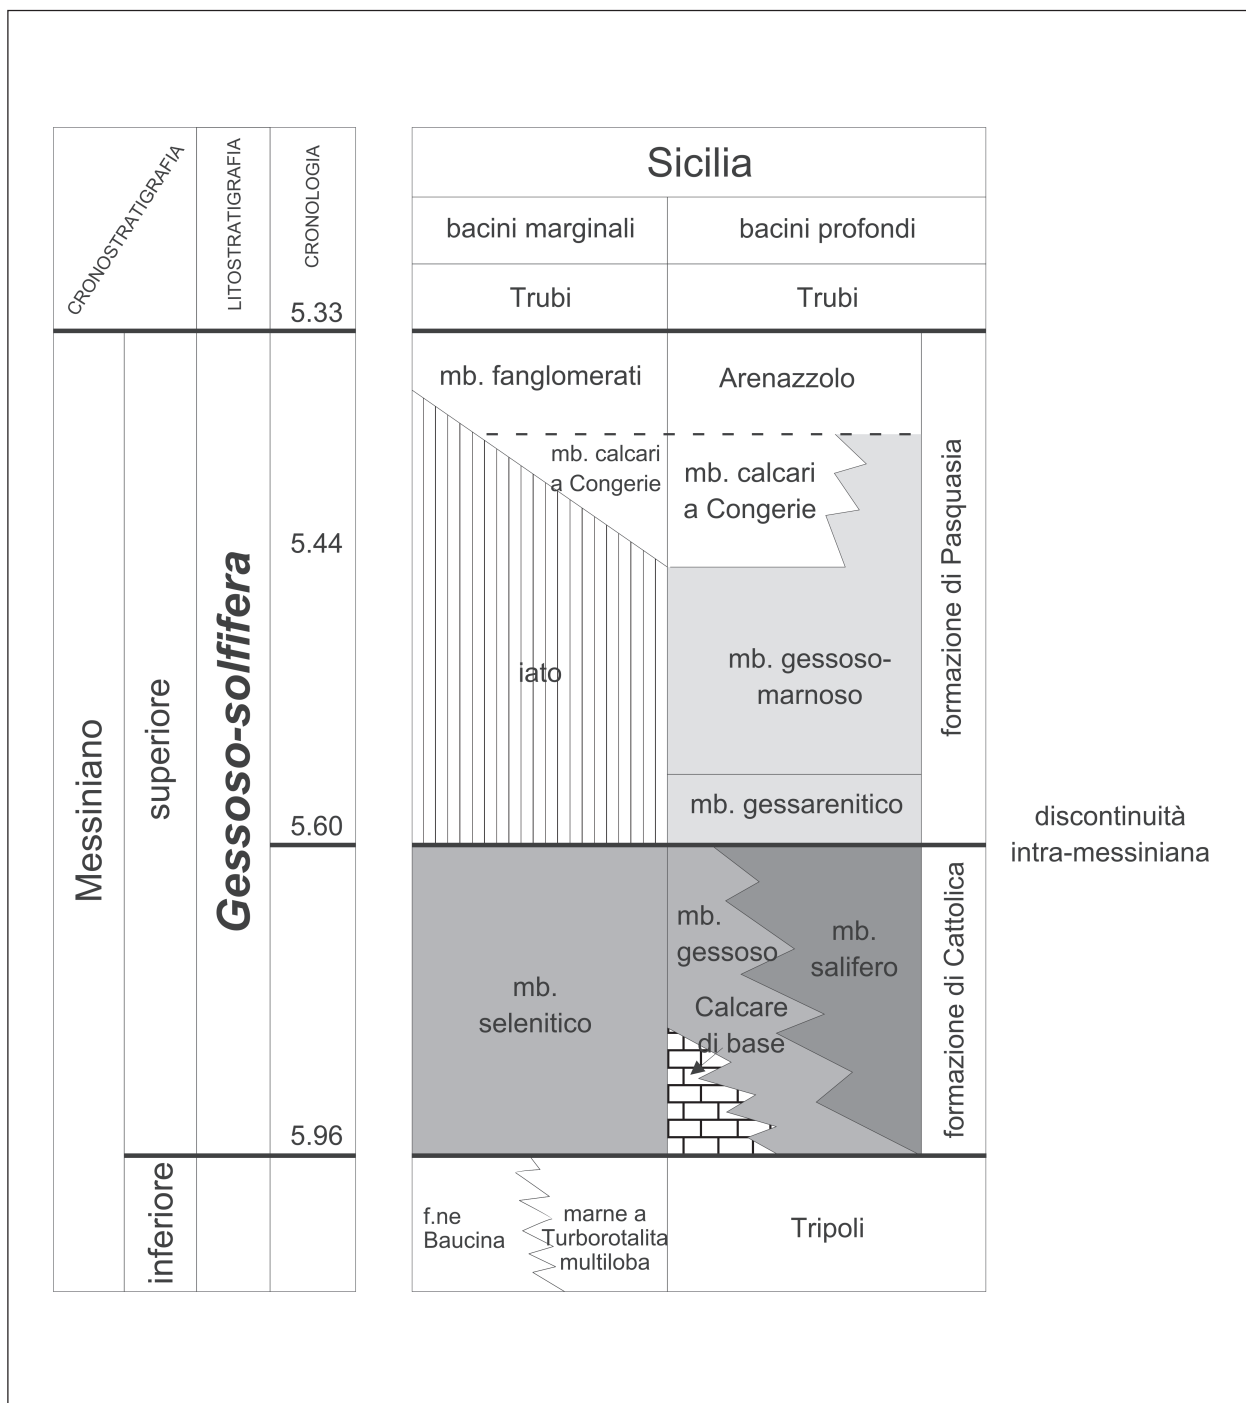 CRONOSTRATIGRAFIA
LITOSTRATIGRAFIA
CRONOLOGIA
5.33
Sicilia
bacini marginali
bacini profondi
Trubi
Trubi
Messiniano
superiore
inferiore
Gessoso-solfifera
5.44
5.60
5.96
mb. fanglomerati
Arenazzolo
mb. calcari
a Congerie
mb. calcari
a Congerie
iato
mb. gessoso-
marnoso
mb. gessarenitico
formazione di Pasquasia
discontinuità
intra-messiniana
mb.
selenitico
mb.
gessoso
mb.
salifero
Calcare
di base
formazione di Cattolica
f.ne
Baucina
marne a
Turborotalita
multiloba
Tripoli